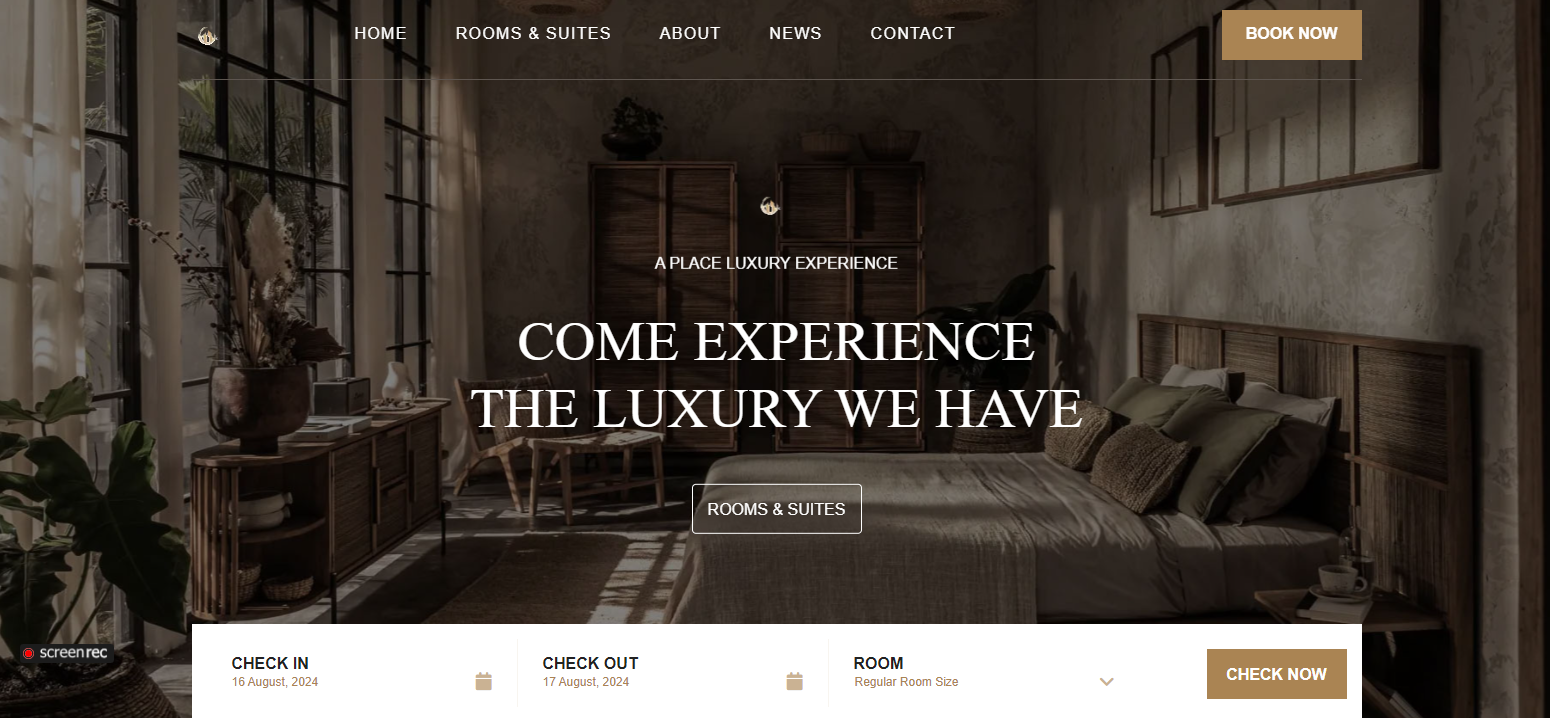 HOME ROOMS & SUITES ABOUT NEWS CONTACT BOOK NOW
A PLACE LUXURY EXPERIENCE
COME EXPERIENCE
THE LUXURY WE HAVE
ROOMS & SUITES
screenrec
CHECK IN CHECK OUT ROOM
16 August, 2024 17 August, 2024 Regular Room Size
CHECK NOW